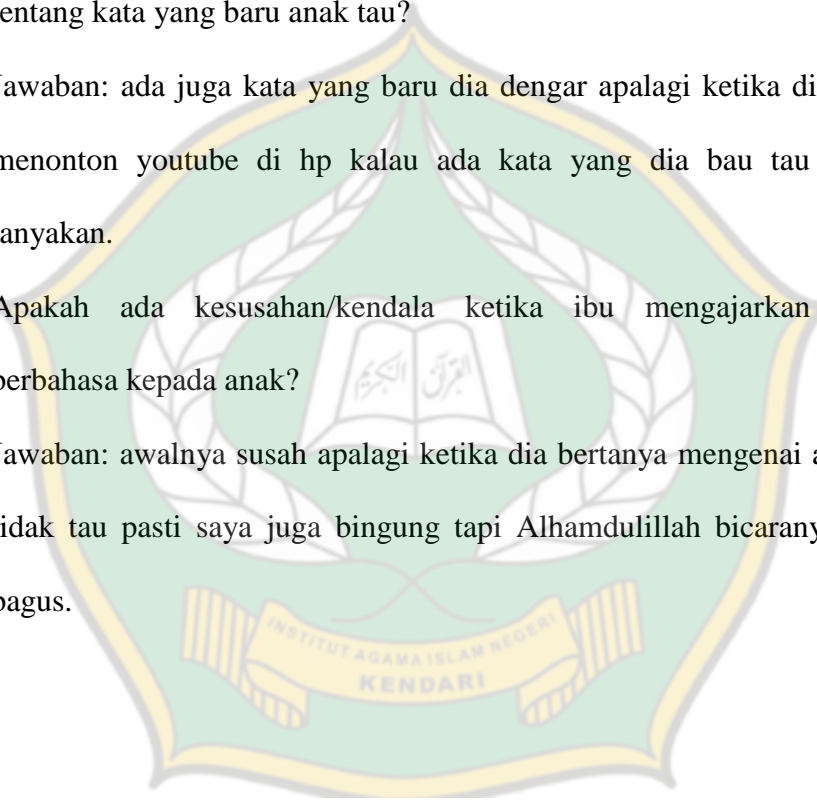 entang kata yang baru anak tau?
Jawaban: ada juga kata yang baru dia dengar apalagi ketika di
menonton youtube di hp kalau ada kata yang dia bau tau
anyakan.
Apakah ada kesusahan/kendala ketika ibu mengajarkan
berbahasa kepada anak?
القرآن الكريم
Jawaban: awalnya susah apalagi ketika dia bertanya mengenai a
idak tau pasti saya juga bingung tapi Alhamdulillah bicarany
bagus.
INSTITUT AGAMA ISLAM NEGERI
KENDARI